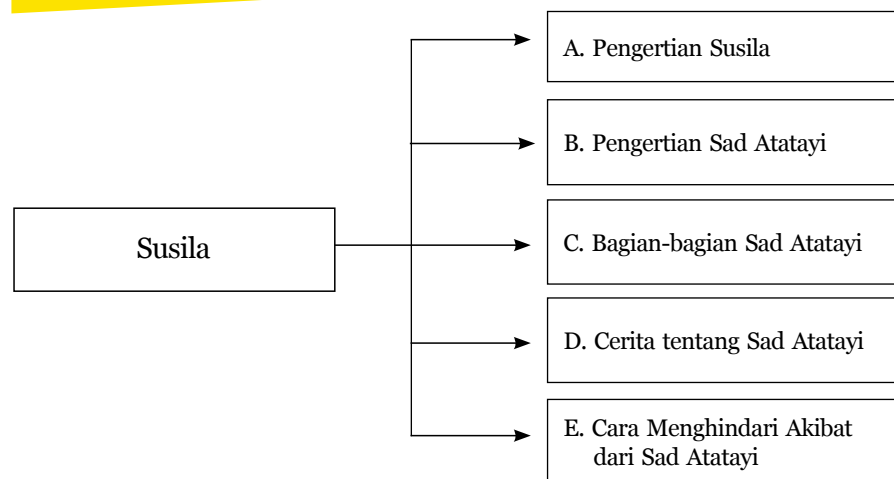 Susila
A. Pengertian Susila
B. Pengertian Sad Atatayi
C. Bagian-bagian Sad Atatayi
D. Cerita tentang Sad Atatayi
E. Cara Menghindari Akibat
dari Sad Atatayi